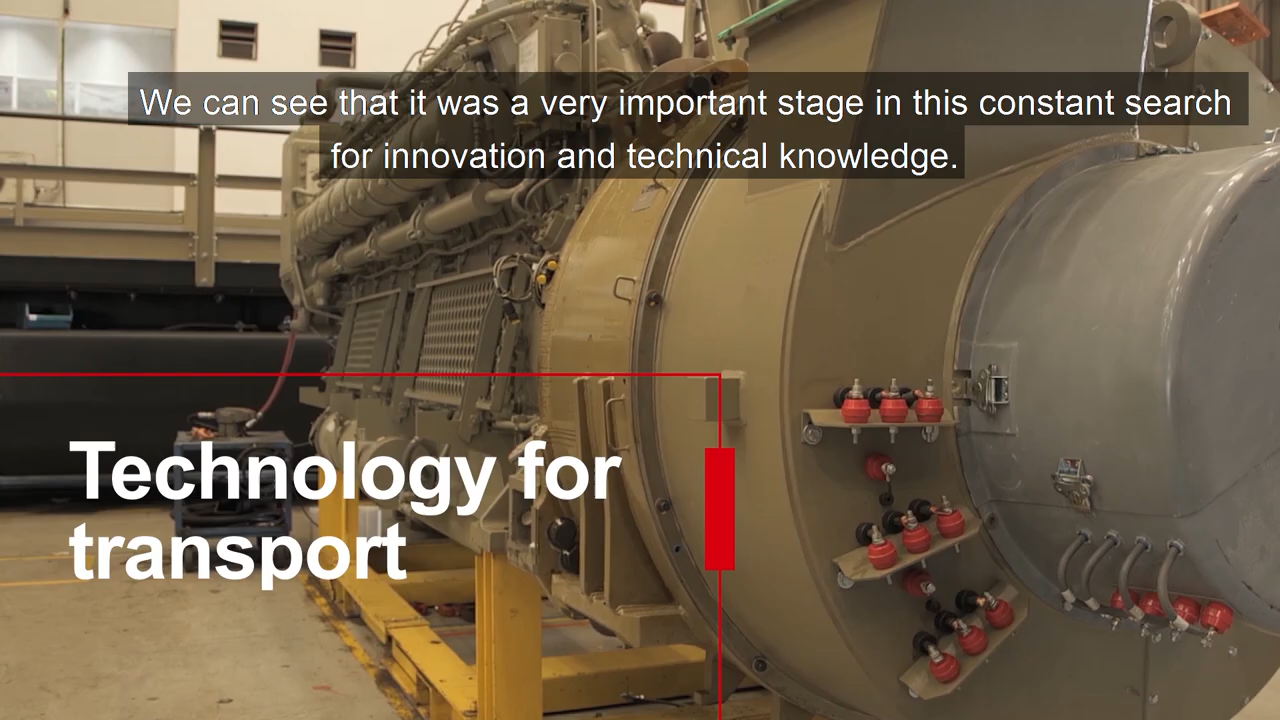 We can see that it was a very important stage in this constant search
for innovation and technical knowledge.
Technology for
transport